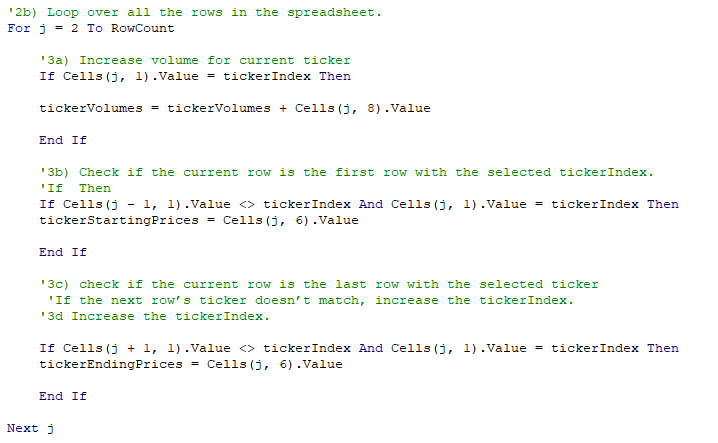 '2b) Loop over all the rows in the spreadsheet.
For j = 2 To RowCount
'3a) Increase volume for current ticker
If Cells(j, 1).Value = tickerIndex Then
tickerVolumes = tickerVolumes + Cells(j, 8).Value
End If
'3b) Check if the current row is the first row with the selected tickerIndex.
'If  Then
If Cells(j - 1, 1).Value <> tickerIndex And Cells(j, 1).Value = tickerIndex Then
tickerStartingPrices = Cells(j, 6).Value
End If
'3c) check if the current row is the last row with the selected ticker
'If the next row’s ticker doesn’t match, increase the tickerIndex.
'3d Increase the tickerIndex.
If Cells(j + 1, 1).Value <> tickerIndex And Cells(j, 1).Value = tickerIndex Then
tickerEndingPrices = Cells(j, 6).Value
End If
Next j